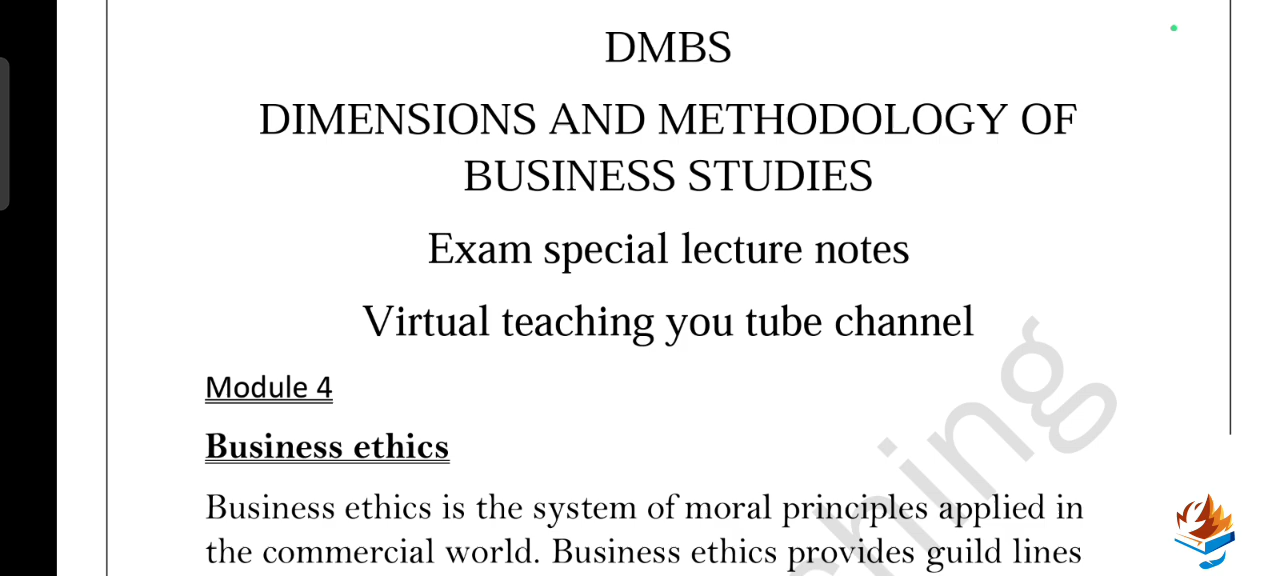 DMBS
DIMENSIONS AND METHODOLOGY OF
BUSINESS STUDIES
Exam special lecture notes
Virtual teaching you tube channel
Module 4
Business ethics
Business ethics is the system of moral principles applied in
the commercial world. Business ethics provides guild lines